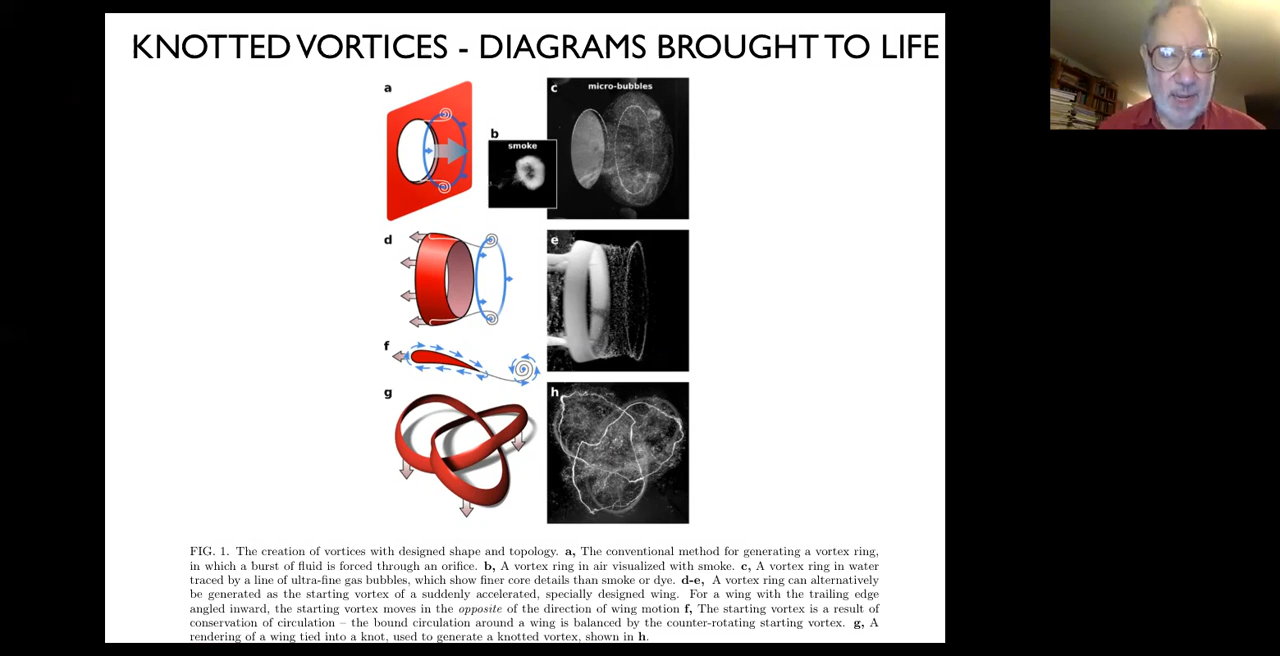 KNOTTED VORTICES - DIAGRAMS BROUGHT TO LIFE
a
c
micro-bubbles
b
smoke
d
e
f
g
h
FIG. 1. The creation of vortices with designed shape and topology. a, The conventional method for generating a vortex ring,
in which a burst of fluid is forced through an orifice. b, A vortex ring in air visualized with smoke. c, A vortex ring in water
traced by a line of ultra-fine gas bubbles, which show finer core details than smoke or dye. d-e, A vortex ring can alternatively
be generated as the starting vortex of a suddenly accelerated, specially designed wing. For a wing with the trailing edge
angled inward, the starting vortex moves in the opposite of the direction of wing motion f, The starting vortex is a result of
conservation of circulation – the bound circulation around a wing is balanced by the counter-rotating starting vortex. g, A
rendering of a wing tied into a knot, used to generate a knotted vortex, shown in h.